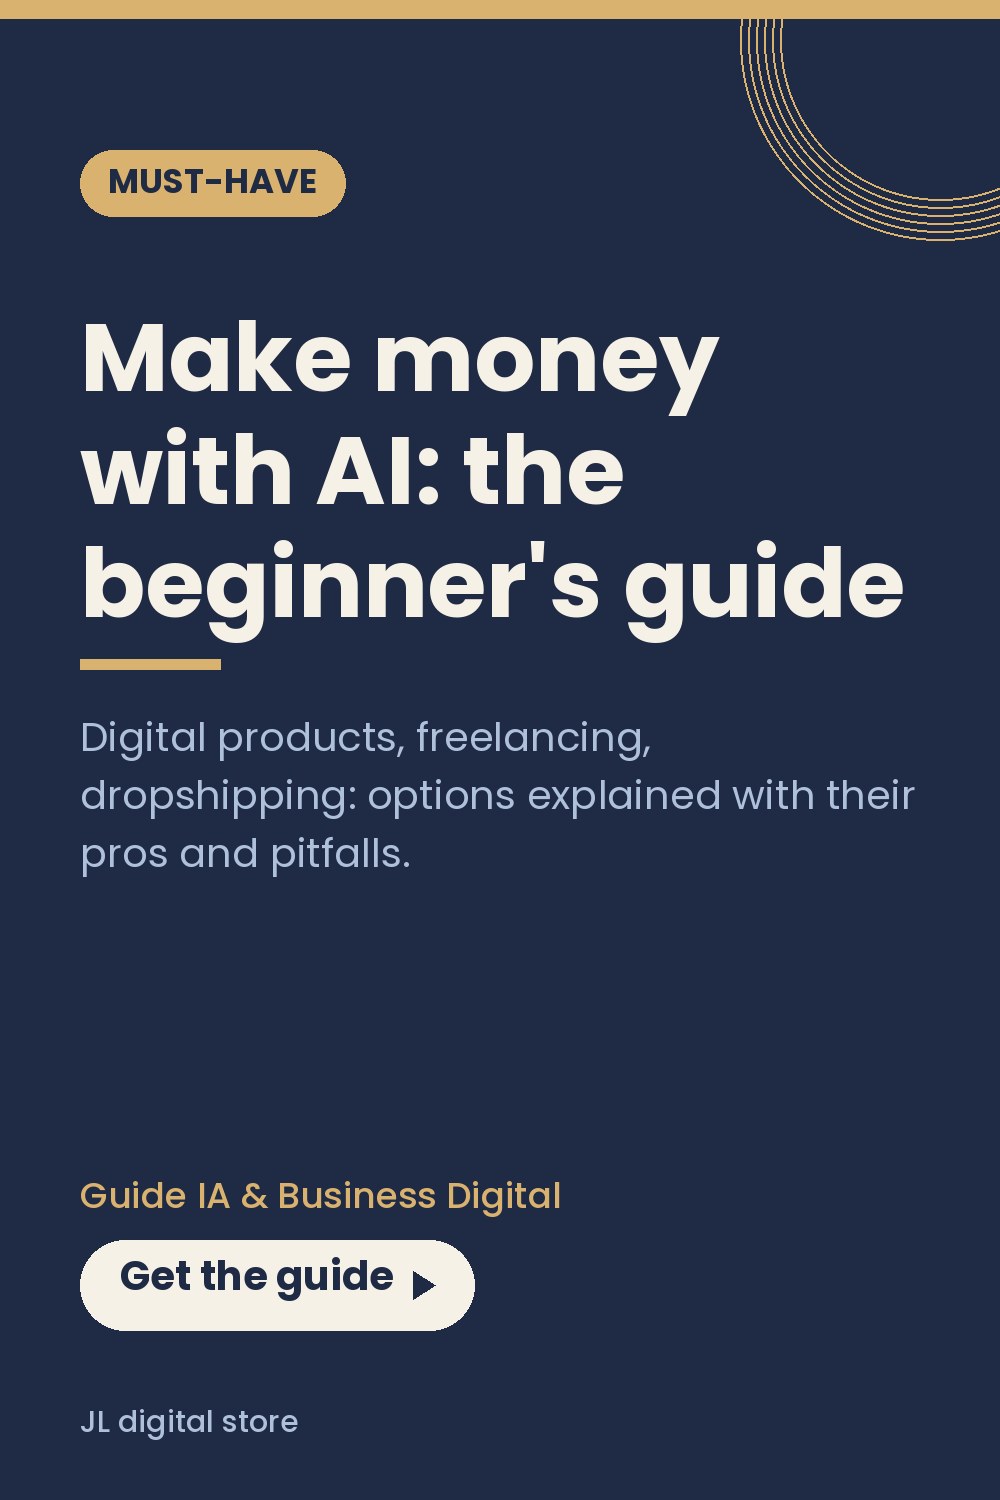 MUST-HAVE
Make money
with AI: the
beginner's guide
Digital products, freelancing,
dropshipping: options explained with their
pros and pitfalls.
Guide IA & Business Digital
Get the guide
JL digital store